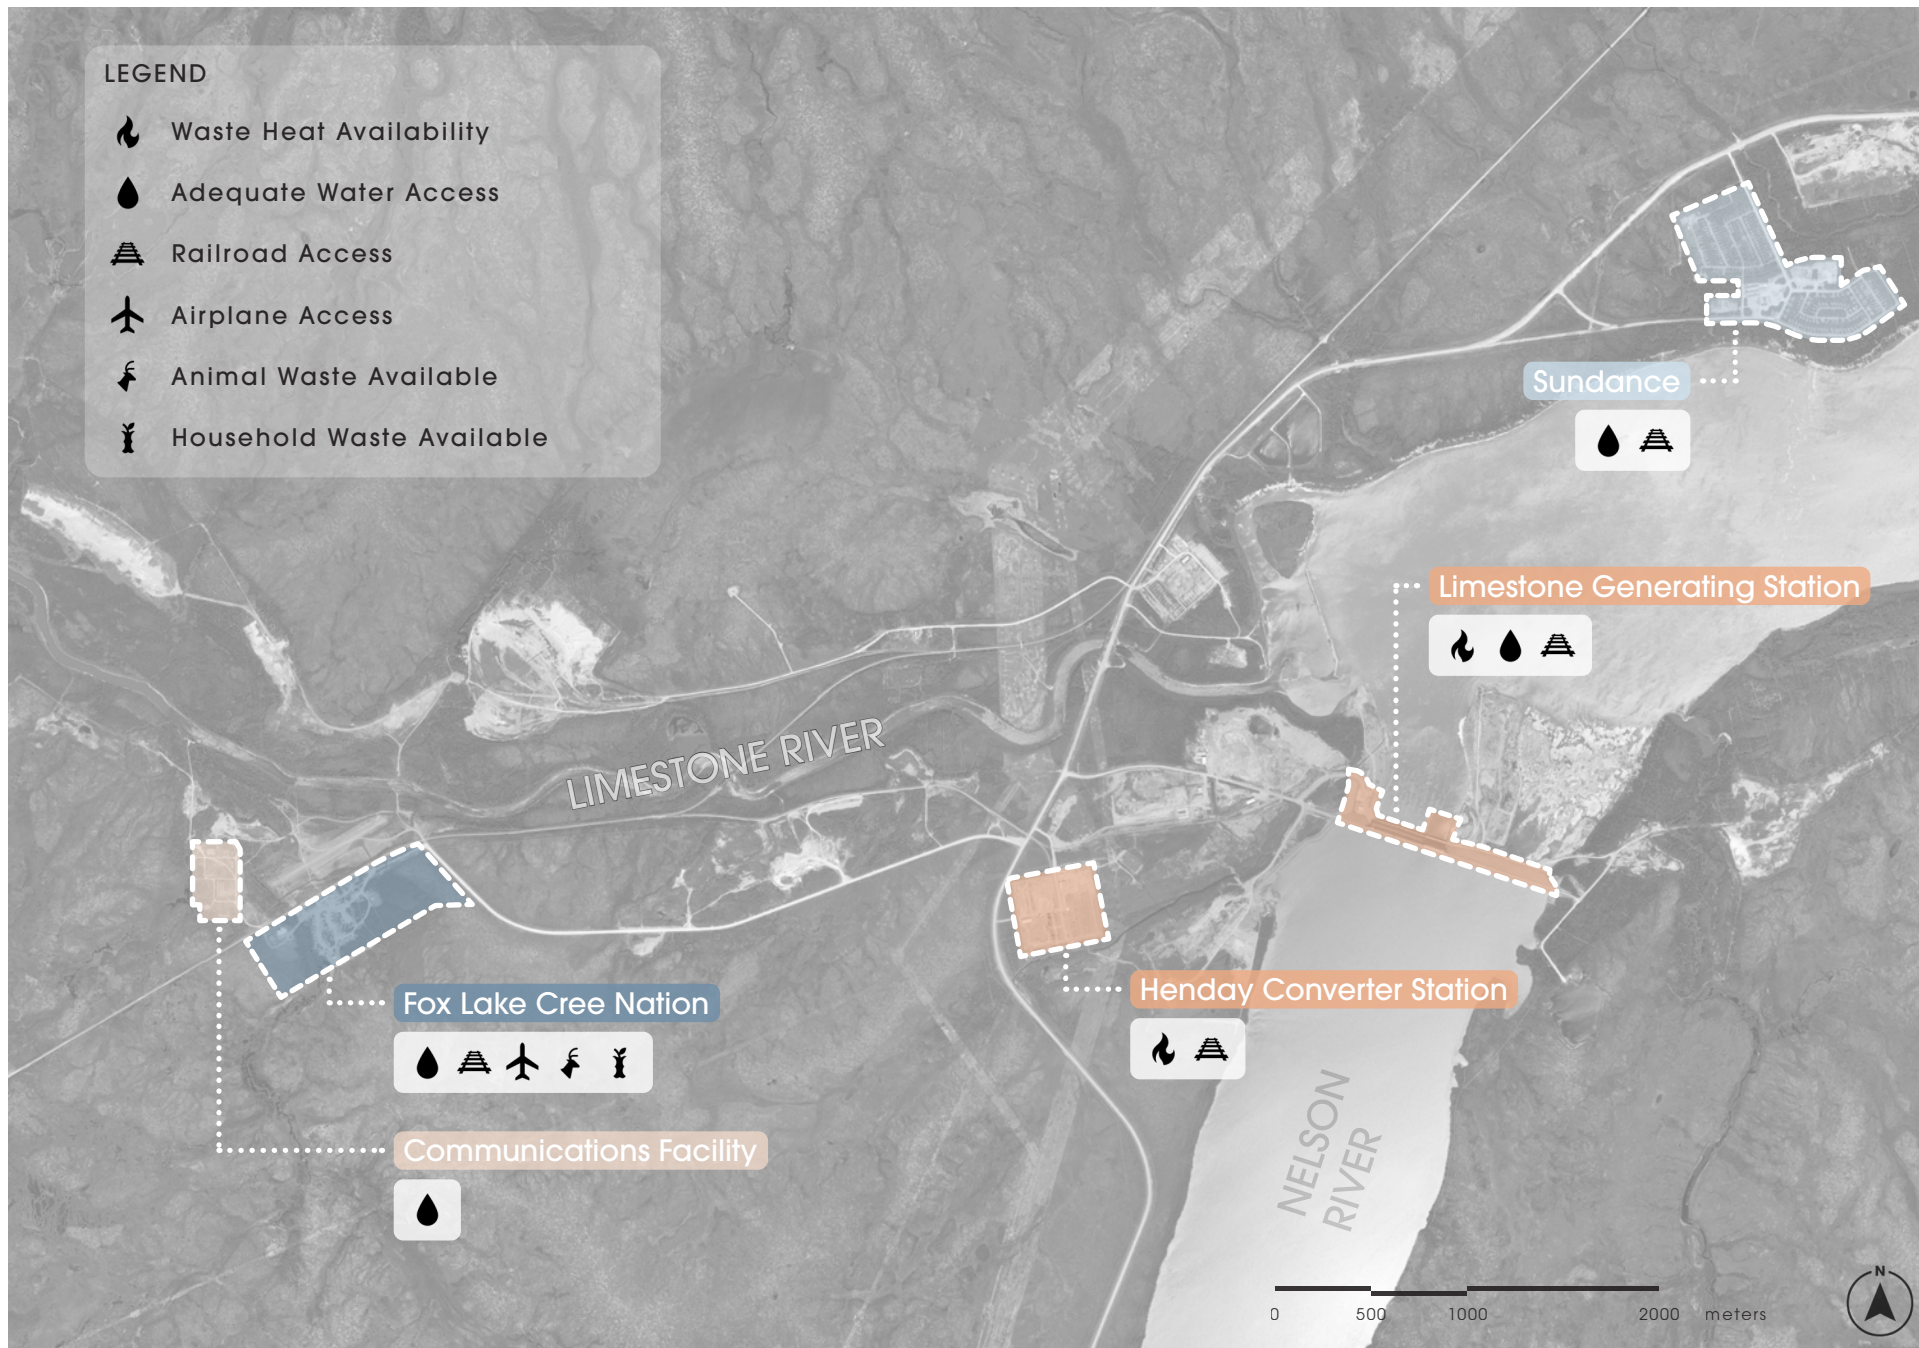 LEGEND
Waste Heat Availability
Adequate Water Access
Railroad Access
Airplane Access
Animal Waste Available
Household Waste Available
Sundance
Limestone Generating Station
LIMESTONE RIVER
Henday Converter Station
Fox Lake Cree Nation
Communications Facility
NELSON
RIVER
0 500 1000 2000 meters
N